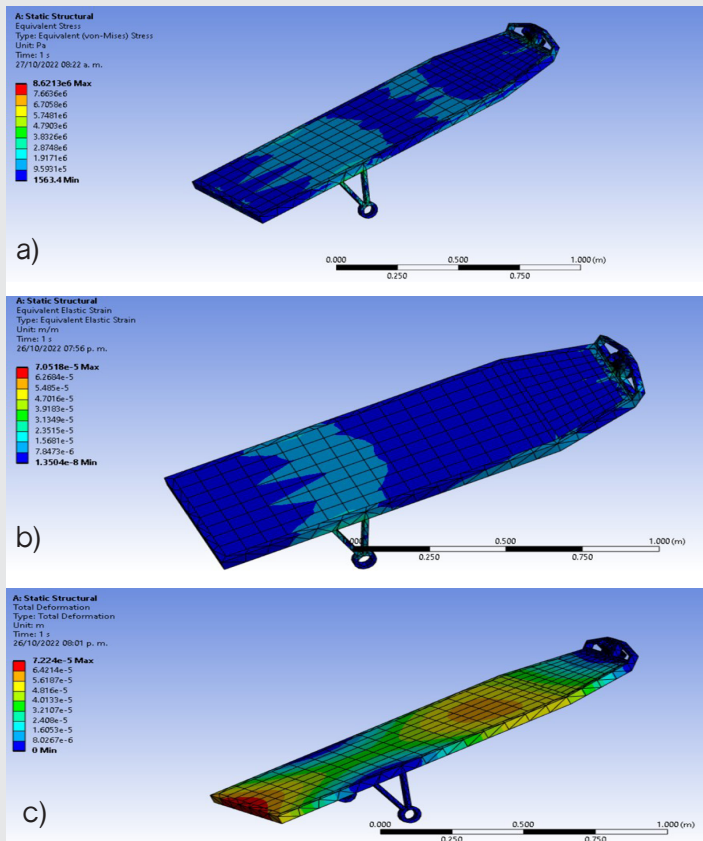 A: Static Structural
Equivalent Stress
Type: Equivalent (von-Mises) Stress
Unit: Pa
Time: 1 s
27/10/2022 08:22 a. m.
8.6213e6 Max
7.6636e6
6.7058e6
5.7481e6
4.7903e6
3.8326e6
2.8748e6
1.9171e6
9.5931e5
1563.4 Min
a)
0.000 0.500 1.000 (m)
0.250 0.750
A: Static Structural
Equivalent Elastic Strain
Type: Equivalent Elastic Strain
Unit: m/m
Time: 1 s
26/10/2022 07:56 p. m.
7.0518e-5 Max
6.2684e-5
5.485e-5
4.7016e-5
3.9183e-5
3.1349e-5
2.3515e-5
1.5681e-5
7.8473e-6
1.3504e-8 Min
b)
0.000 0.500 1.000 (m)
0.250 0.750
A: Static Structural
Total Deformation
Type: Total Deformation
Unit: m
Time: 1 s
26/10/2022 08:01 p. m.
7.224e-5 Max
6.4214e-5
5.6187e-5
4.816e-5
4.0133e-5
3.2107e-5
2.408e-5
1.6053e-5
8.0267e-6
0 Min
c)
0.000 0.500 1.000 (m)
0.250 0.750